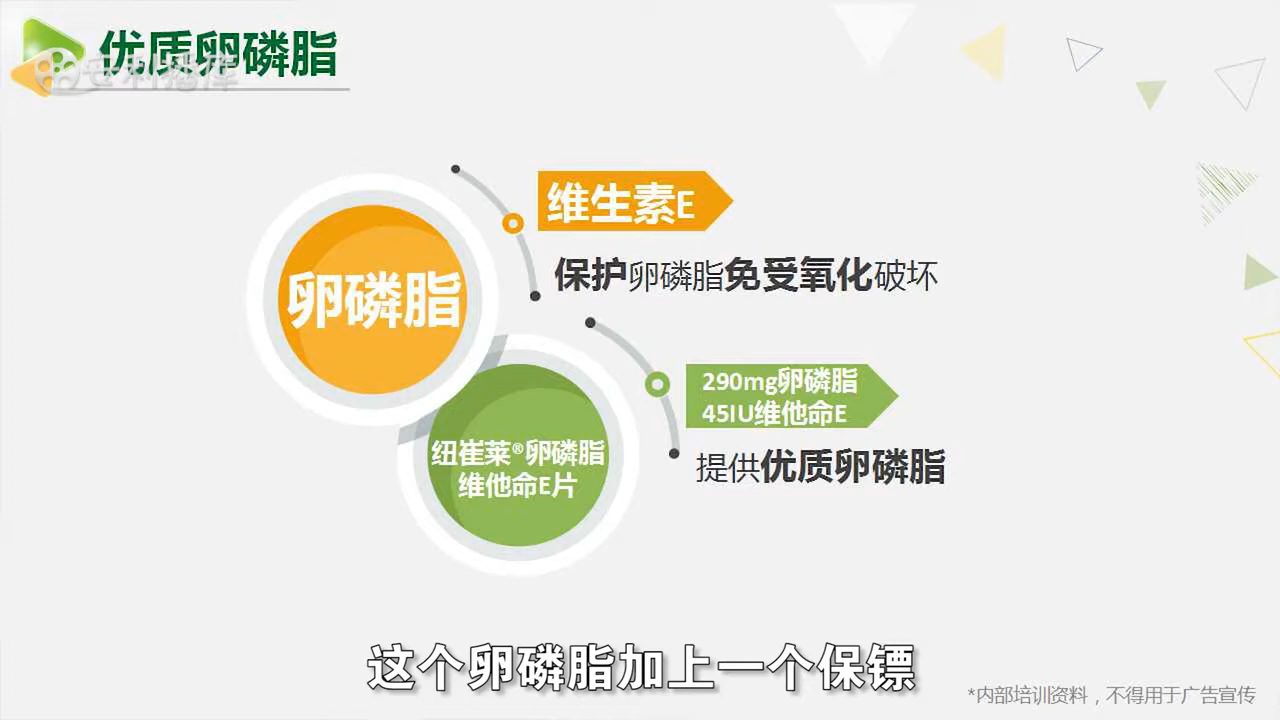 优质卵磷脂
安利播库
卵磷脂
维生素E
保护卵磷脂免受氧化破坏
纽崔莱®卵磷脂
维他命E片
290mg卵磷脂
45IU维他命E
提供优质卵磷脂
这个卵磷脂加上一个保镖
*内部培训资料，不得用于广告宣传